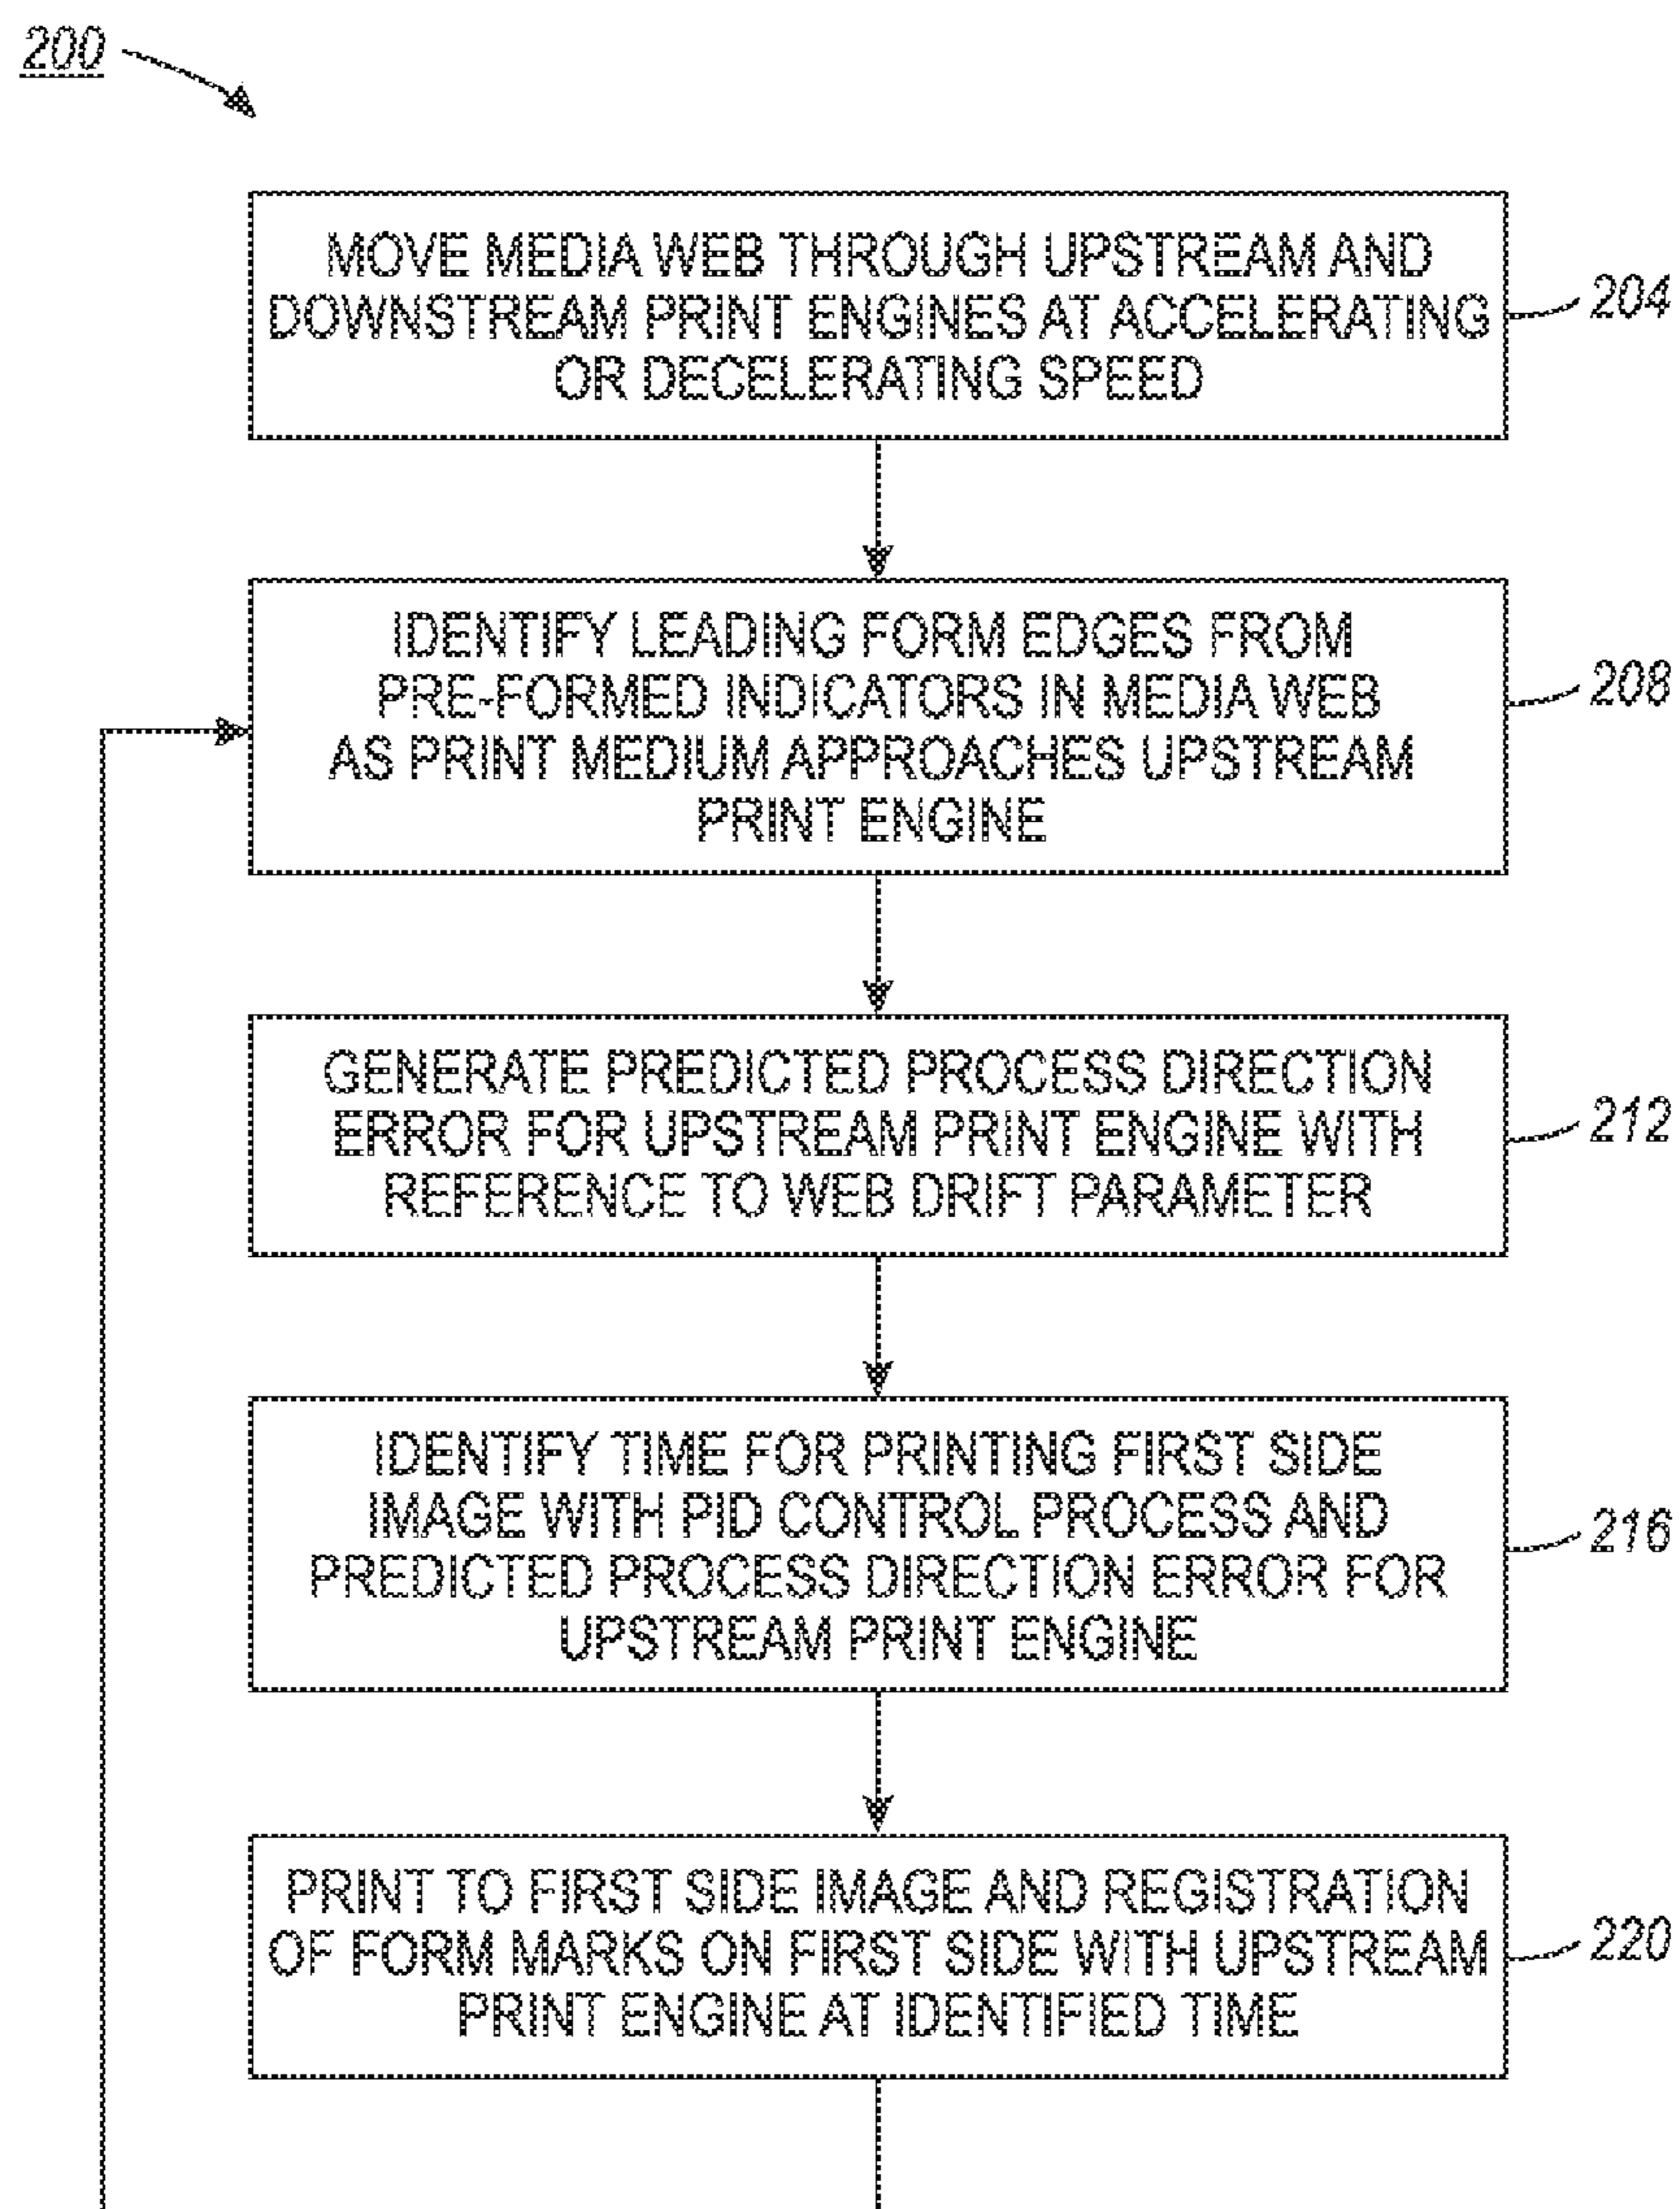 200
MOVE MEDIA WEB THROUGH UPSTREAM AND
DOWNSTREAM PRINT ENGINES AT ACCELERATING
OR DECELERATING SPEED
204
IDENTIFY LEADING FORM EDGES FROM
PRE-FORMED INDICATORS IN MEDIA WEB
AS PRINT MEDIUM APPROACHES UPSTREAM
PRINT ENGINE
208
GENERATE PREDICTED PROCESS DIRECTION
ERROR FOR UPSTREAM PRINT ENGINE WITH
REFERENCE TO WEB DRIFT PARAMETER
212
IDENTIFY TIME FOR PRINTING FIRST SIDE
IMAGE WITH PID CONTROL PROCESS AND
PREDICTED PROCESS DIRECTION ERROR FOR
UPSTREAM PRINT ENGINE
216
PRINT TO FIRST SIDE IMAGE AND REGISTRATION
OF FORM MARKS ON FIRST SIDE WITH UPSTREAM
PRINT ENGINE AT IDENTIFIED TIME
220